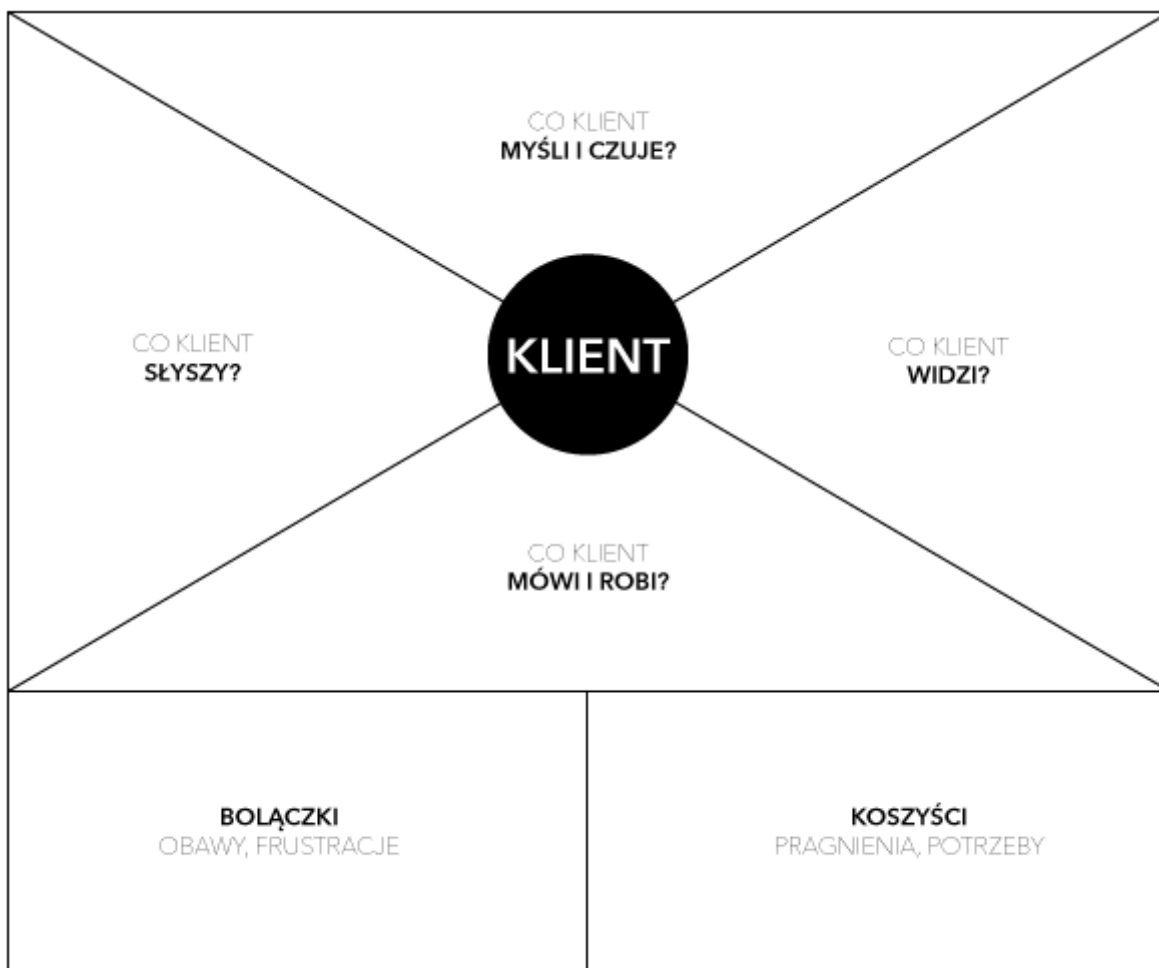 CO KLIENT
MYŚLI I CZUJE?
CO KLIENT
SŁYSZY?
KLIENT
CO KLIENT
WIDZI?
CO KLIENT
MÓWI I ROBI?
BOLĄCZKI
OBAWY, FRUSTRACJE
KOSZYŚCI
PRAGNIENIA, POTRZEBY